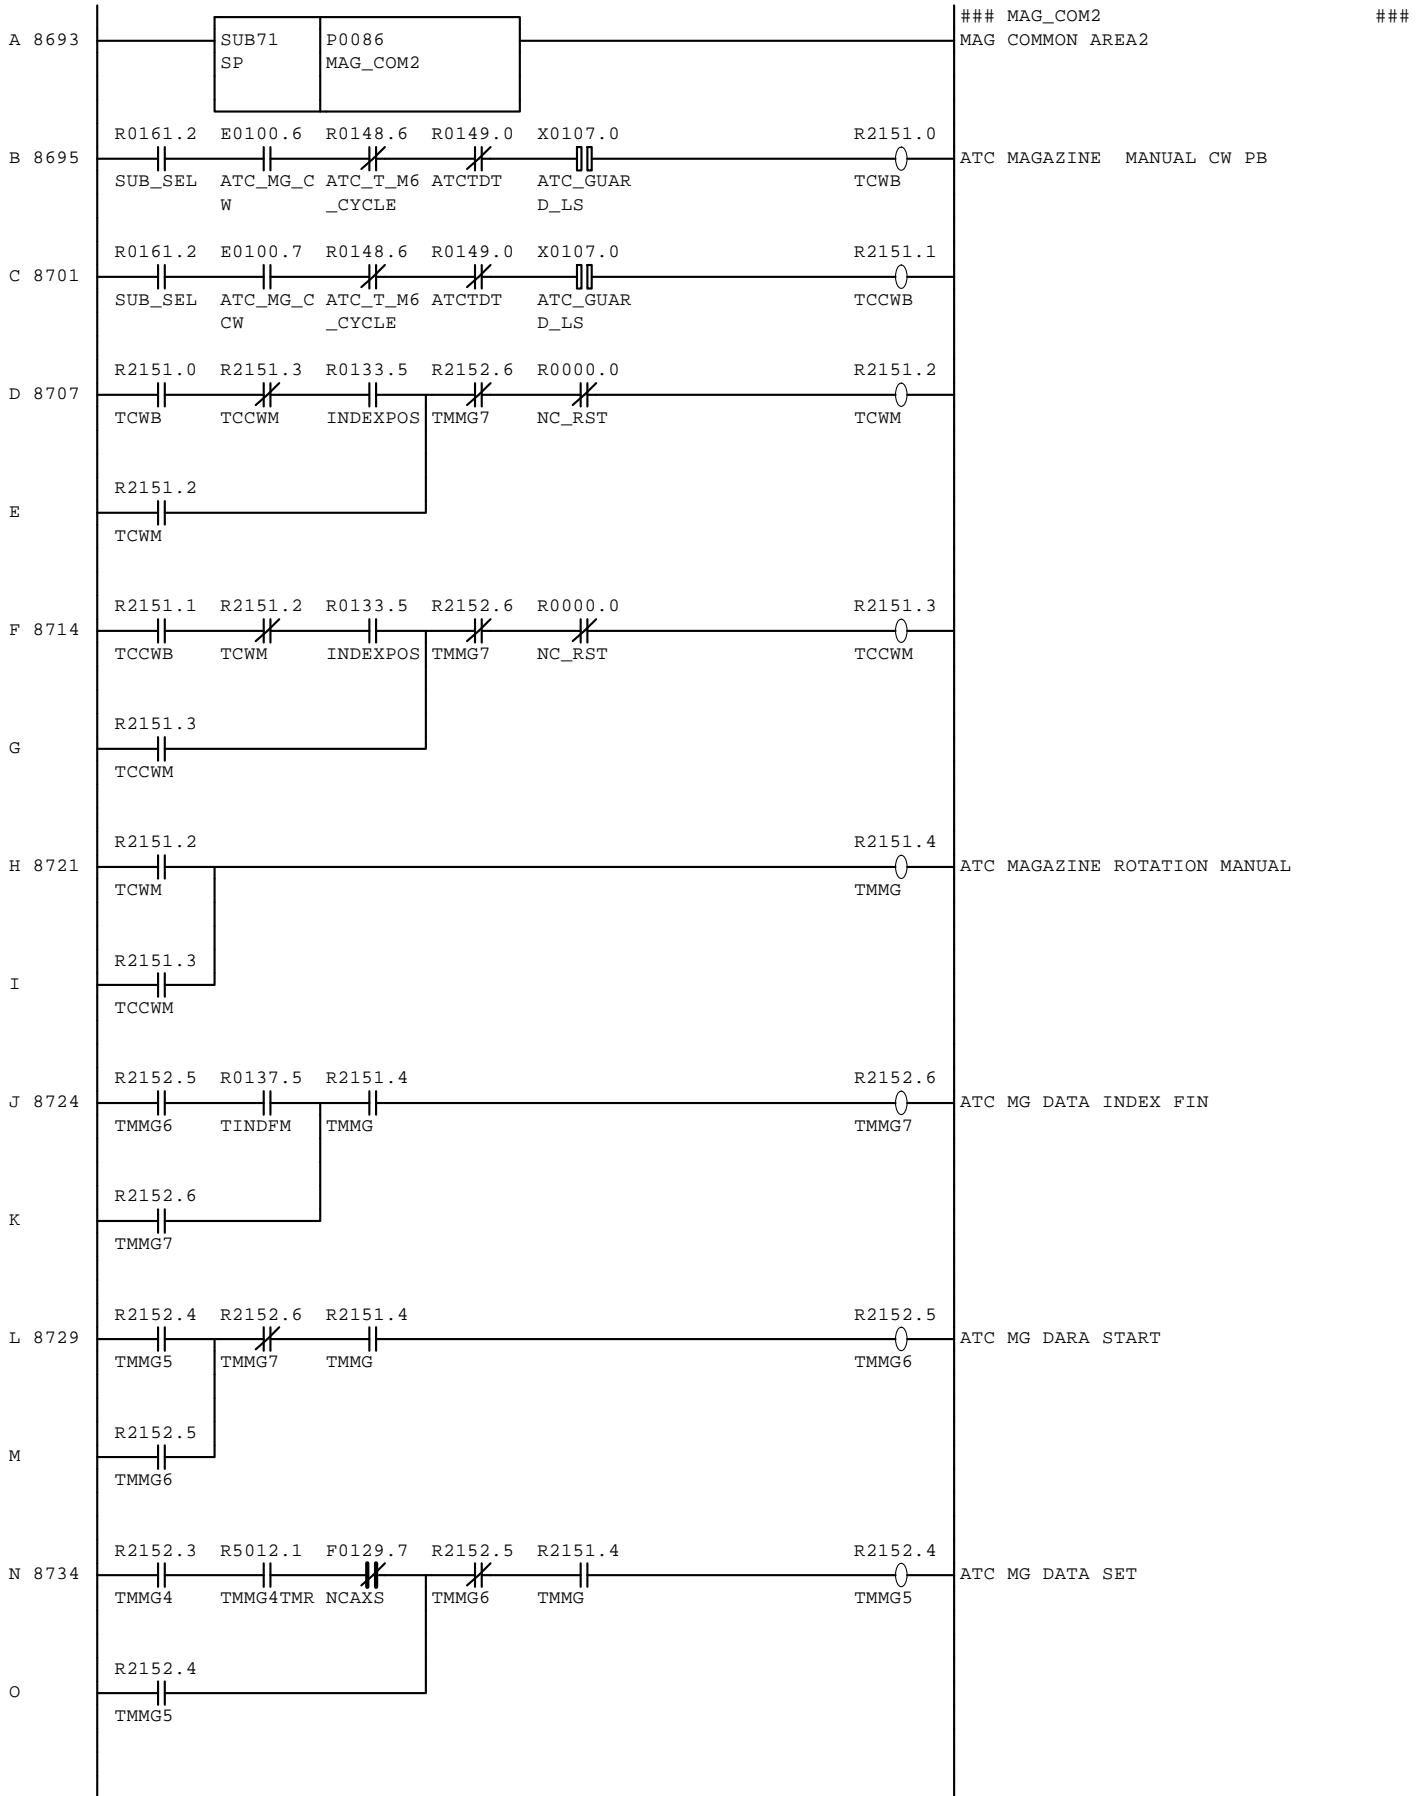 ### MAG_COM2 ###
A 8693 SUB71 P0086 MAG COMMON AREA2
SP MAG_COM2
R0161.2 E0100.6 R0148.6 R0149.0 X0107.0 R2151.0
B 8695 ATC MAGAZINE MANUAL CW PB
SUB_SEL ATC_MG_C ATC_T_M6 ATCTDT ATC_GUAR TCWB
W _CYCLE D_LS
R0161.2 E0100.7 R0148.6 R0149.0 X0107.0 R2151.1
C 8701
SUB_SEL ATC_MG_C ATC_T_M6 ATCTDT ATC_GUAR TCCWB
CW _CYCLE D_LS
R2151.0 R2151.3 R0133.5 R2152.6 R0000.0 R2151.2
D 8707
TCWB TCCWM INDEXPOS TMMG7 NC_RST TCWM
R2151.2
E
TCWM
R2151.1 R2151.2 R0133.5 R2152.6 R0000.0 R2151.3
F 8714
TCCWB TCWM INDEXPOS TMMG7 NC_RST TCCWM
R2151.3
G
TCCWM
R2151.2 R2151.4
H 8721 ATC MAGAZINE ROTATION MANUAL
TCWM TMMG
R2151.3
I
TCCWM
R2152.5 R0137.5 R2151.4 R2152.6
J 8724 ATC MG DATA INDEX FIN
TMMG6 TINDFM TMMG TMMG7
R2152.6
K
TMMG7
R2152.4 R2152.6 R2151.4 R2152.5
L 8729 ATC MG DARA START
TMMG5 TMMG7 TMMG TMMG6
R2152.5
M
TMMG6
R2152.3 R5012.1 F0129.7 R2152.5 R2151.4 R2152.4
N 8734 ATC MG DATA SET
TMMG4 TMMG4TMR NCAXS TMMG6 TMMG TMMG5
R2152.4
O
TMMG5